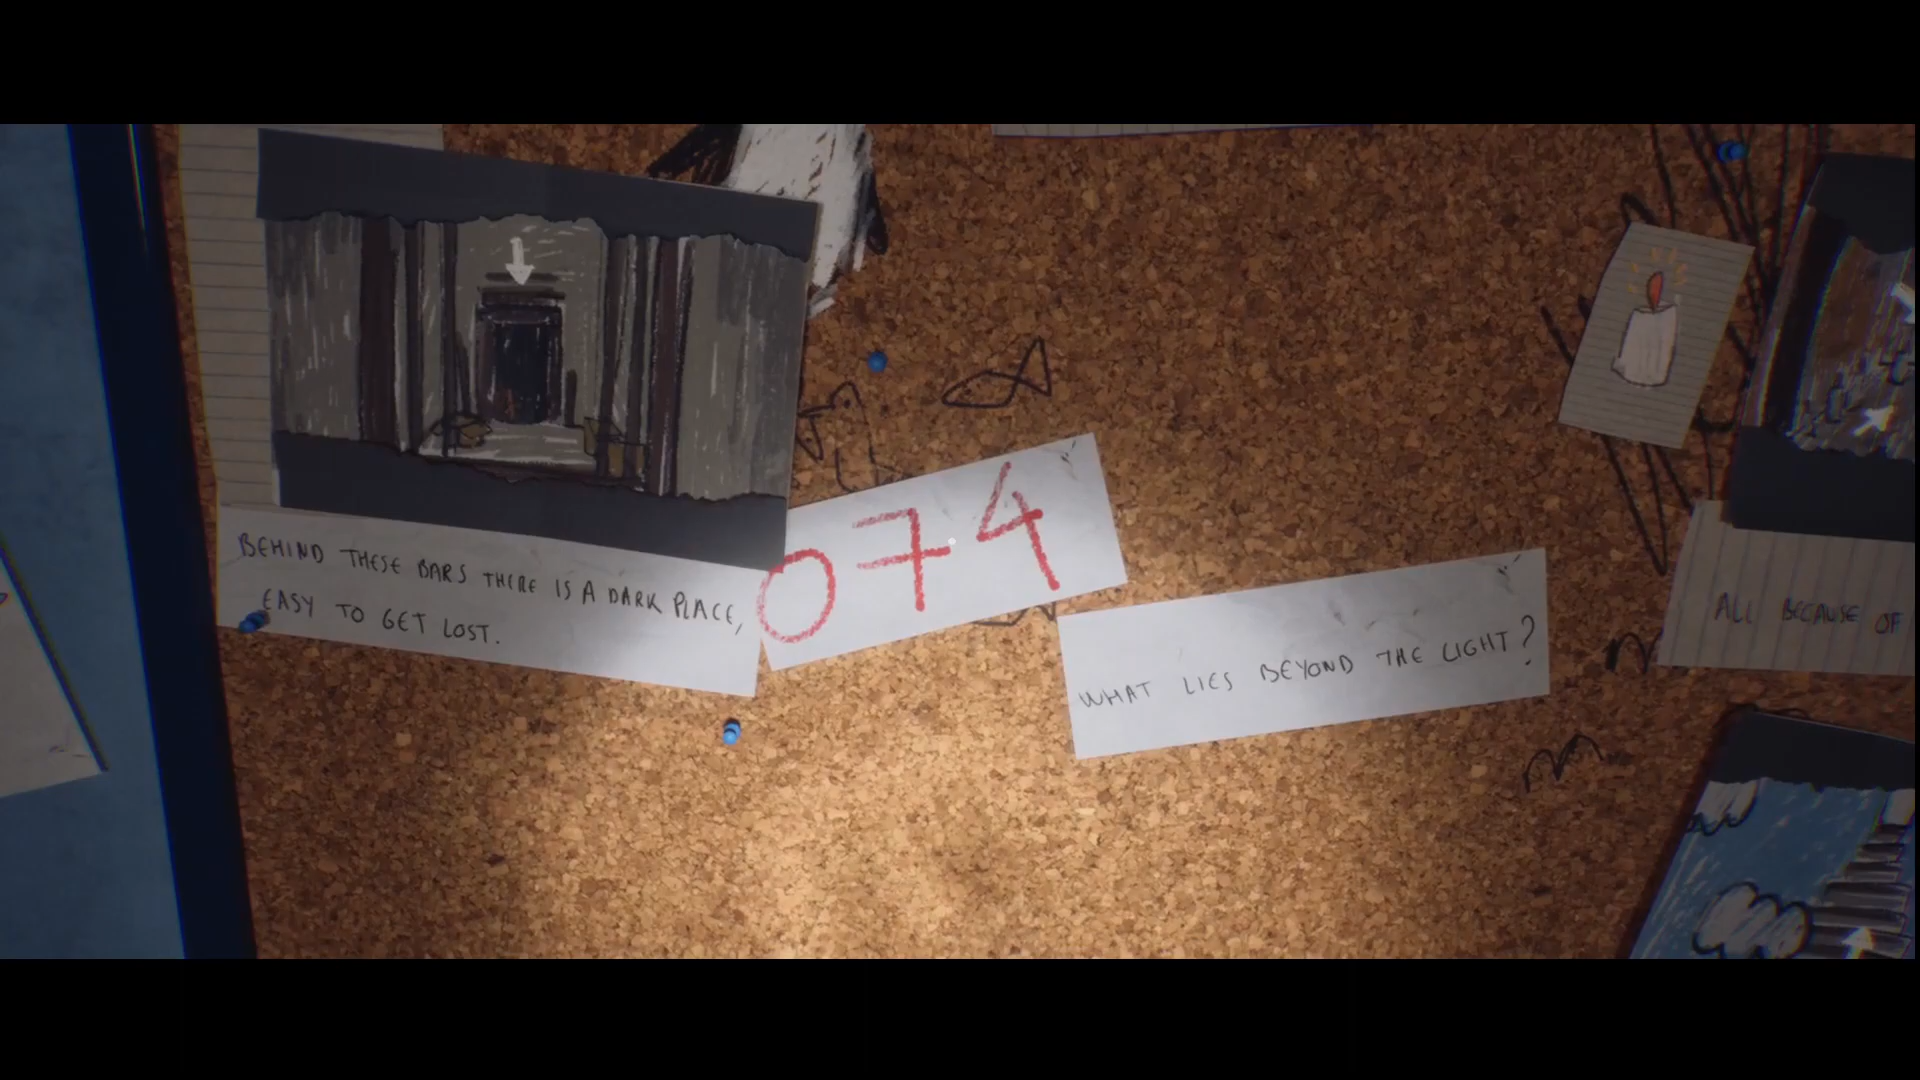 BEHIND THESE BARS THERE IS A DARK PLACE,
EASY TO GET LOST.
074
WHAT LIES BEYOND THE LIGHT?
ALL BECAUSE OF